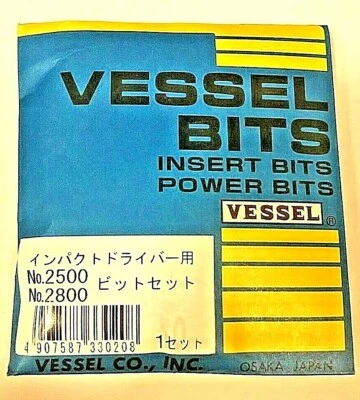 VESSEL
BITS
INSERT BITS
POWER BITS
VESSEL ®
インパクトドライバー用
No.2500 ビットセット
No.2800
4 907587 330208 1セット
VESSEL CO., INC. OSAKA JAPAN